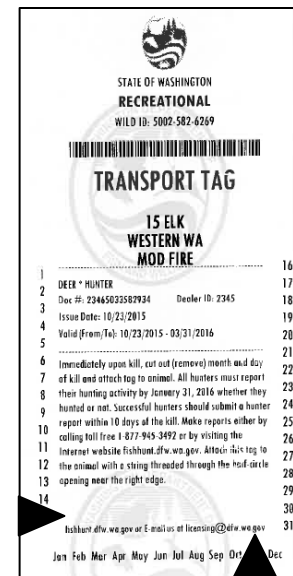 STATE OF WASHINGTON
RECREATIONAL
WILD ID: 5002-582-6269
TRANSPORT TAG
15 ELK
WESTERN WA
MOD FIRE
DEER * HUNTER
Doc #: 23465033582934 Dealer ID: 2345
Issue Date: 10/23/2015
Valid (From/To): 10/23/2015 - 03/31/2016
Immediately upon kill, cut out (remove) month and day
of kill and attach tag to animal. All hunters must report
their hunting activity by January 31, 2016 whether they
hunted or not. Successful hunters should submit a hunter
report within 10 days of the kill. Make reports either by
calling toll free 1-877-945-3492 or by visiting the
Internet website fishhunt.dfw.wa.gov. Attach this tag to
the animal with a string threaded through the half-circle
opening near the right edge.
fishhunt.dfw.wa.gov or E-mail us at licensing@dfw.wa.gov
1
2
3
4
5
6
7
8
9
10
11
12
13
14
16
17
18
19
20
21
22
23
24
25
26
27
28
29
30
31
Jan Feb Mar Apr May Jun Jul Aug Sep Oct Dec